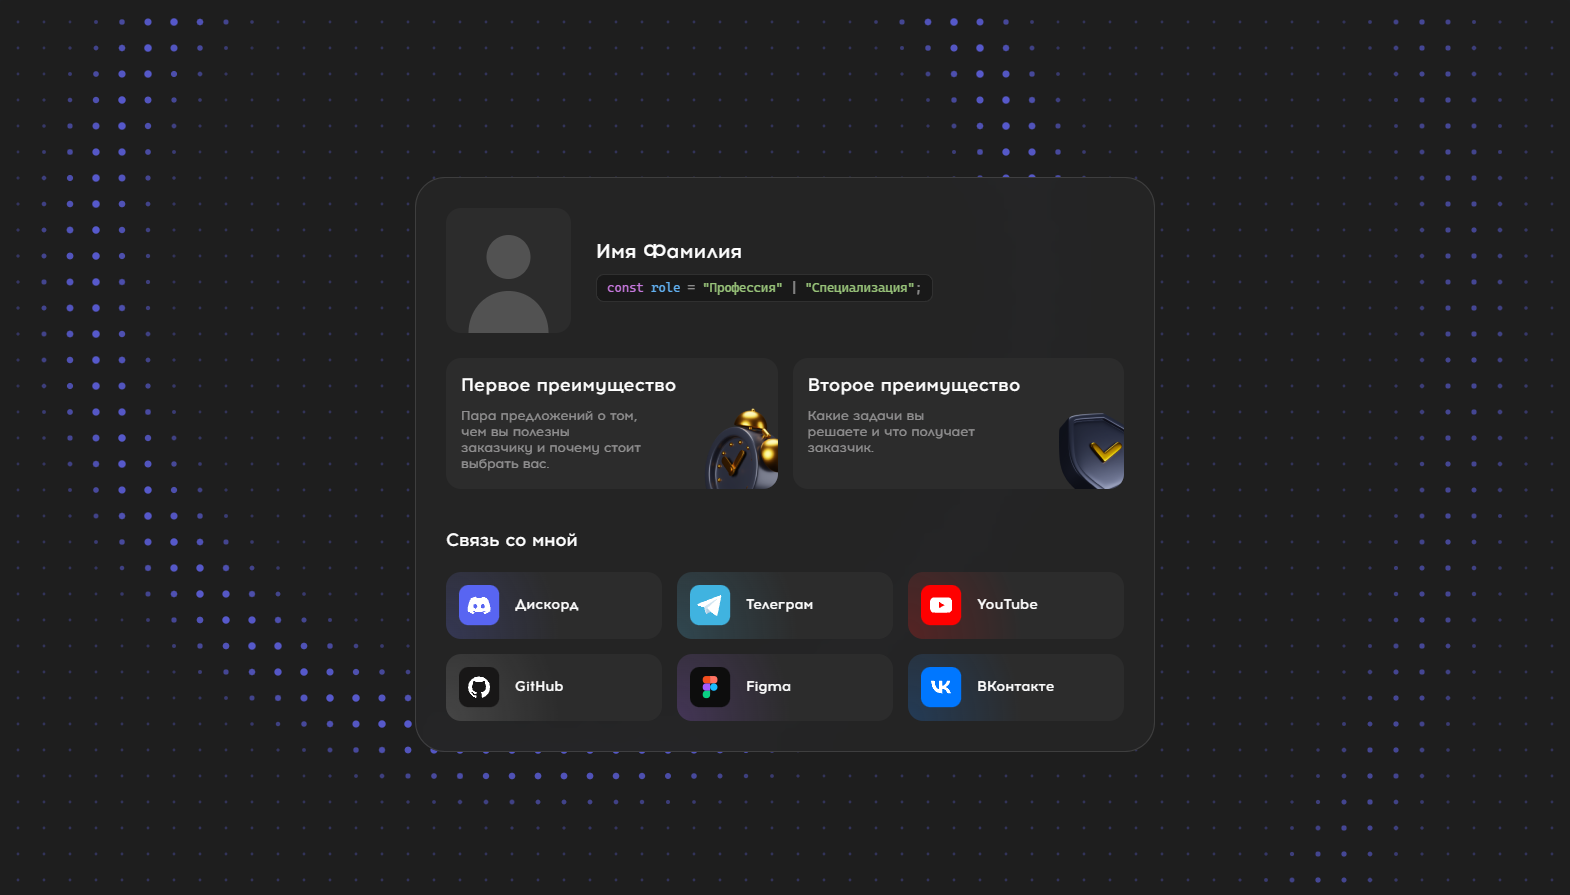 Имя Фамилия
const role = "Профессия" | "Специализация";
Первое преимущество
Пара предложений о том,
чем вы полезны
заказчику и почему стоит
выбрать вас.
Второе преимущество
Какие задачи вы
решаете и что получает
заказчик.
Связь со мной
Дискорд
Телеграм
YouTube
GitHub
Figma
ВКонтакте